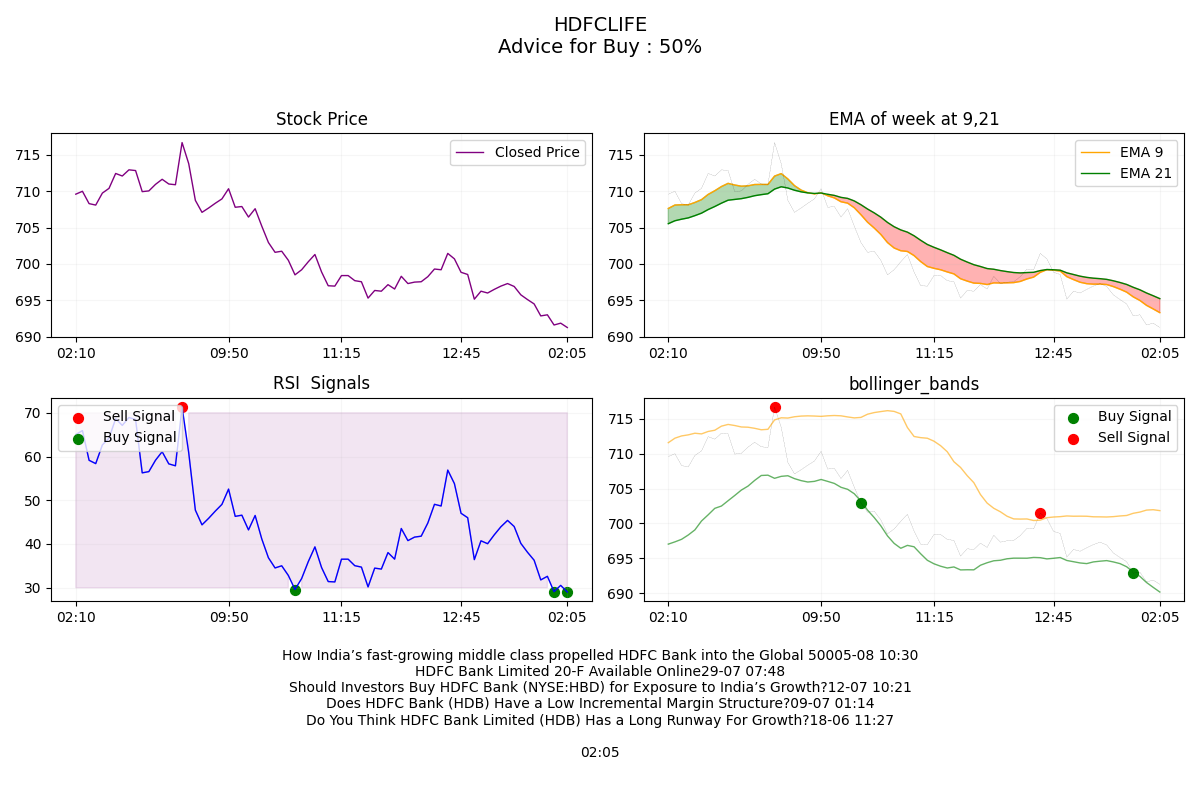 HDFCLIFE
Advice for Buy : 50%
Stock Price
715
710
705
700
695
690
Closed Price
02:10
09:50
11:15
12:45
02:05
EMA of week at 9,21
715
710
705
700
695
690
EMA 9
EMA 21
02:10
09:50
11:15
12:45
02:05
RSI  Signals
70
60
50
40
30
Sell Signal
Buy Signal
02:10
09:50
11:15
12:45
02:05
bollinger_bands
715
710
705
700
695
690
Buy Signal
Sell Signal
02:10
09:50
11:15
12:45
02:05
How India’s fast-growing middle class propelled HDFC Bank into the Global 50005-08 10:30
HDFC Bank Limited 20-F Available Online29-07 07:48
Should Investors Buy HDFC Bank (NYSE:HBD) for Exposure to India’s Growth?12-07 10:21
Does HDFC Bank (HDB) Have a Low Incremental Margin Structure?09-07 01:14
Do You Think HDFC Bank Limited (HDB) Has a Long Runway For Growth?18-06 11:27
02:05